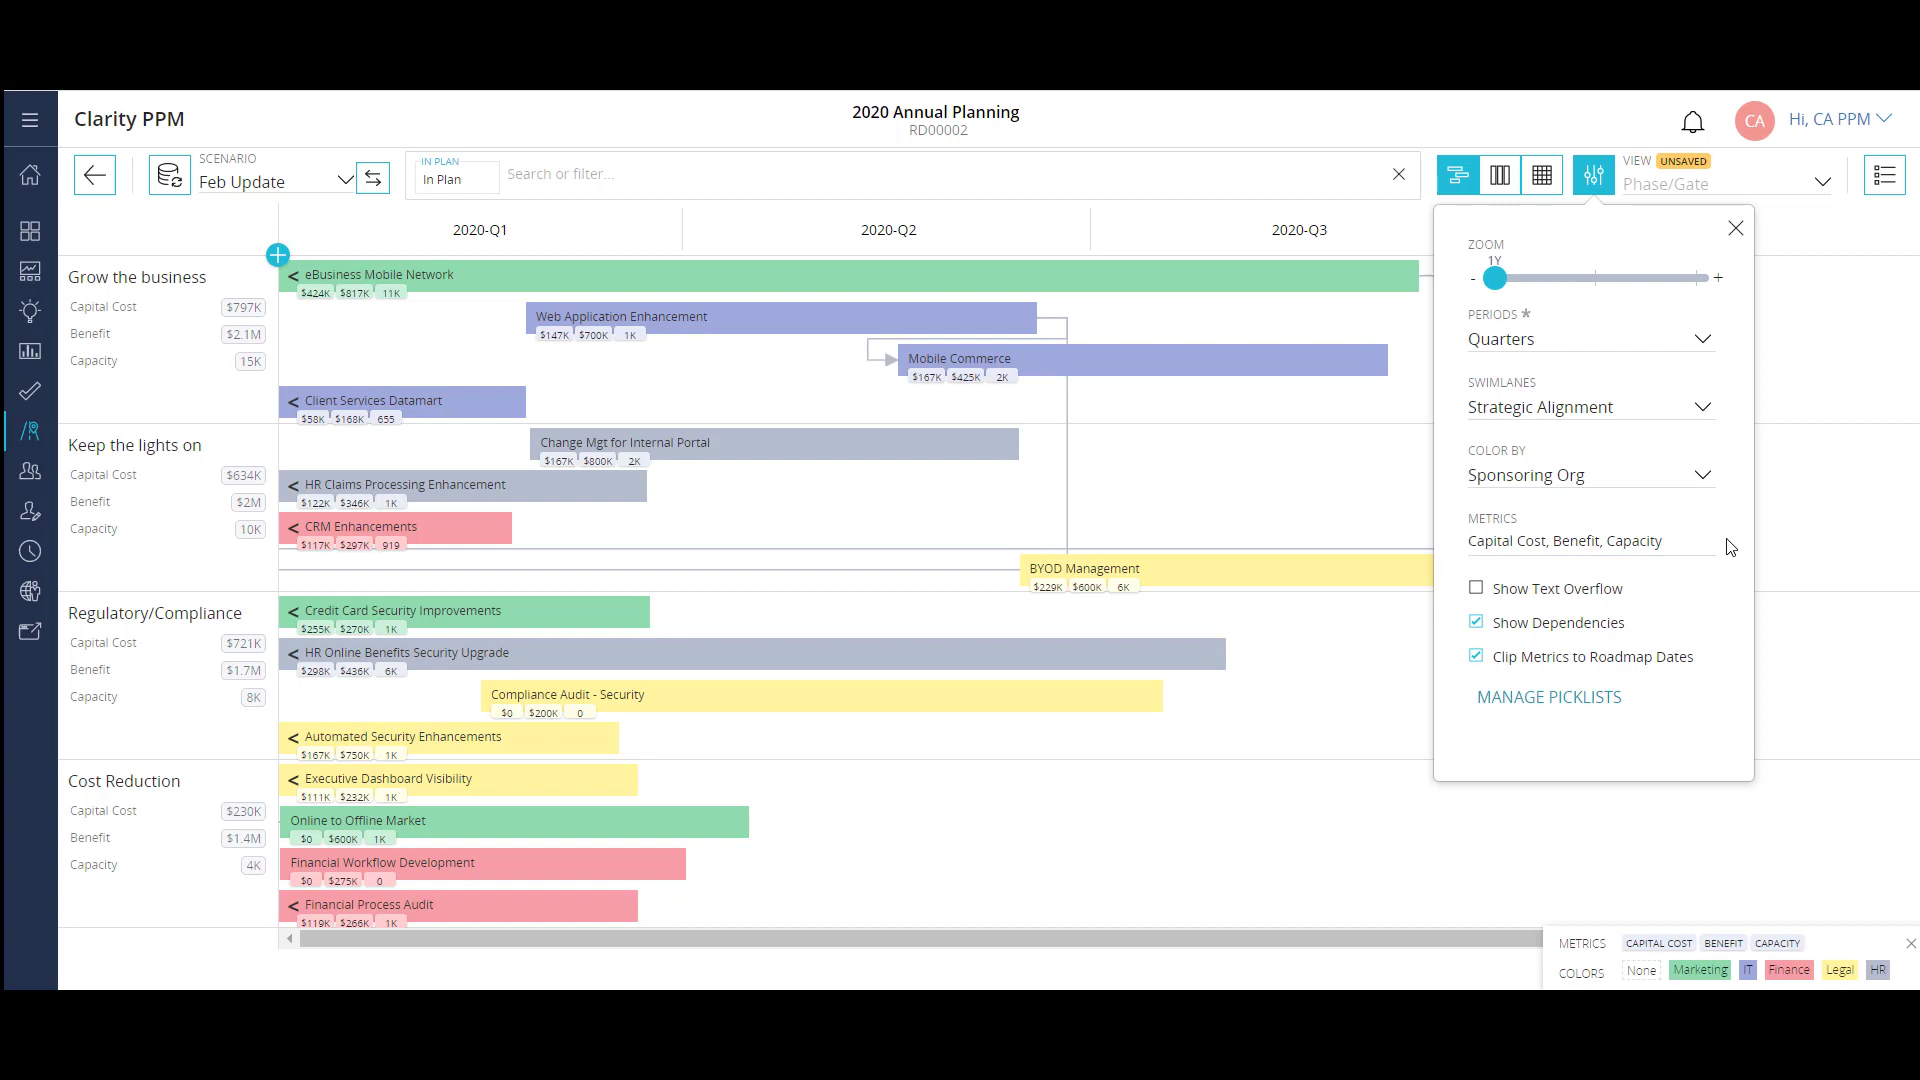 Clarity PPM
2020 Annual Planning
RD00002
CA
Hi, CA PPM
SCENARIO
Feb Update
IN PLAN
In Plan
Search or filter...
VIEW UNSAVED
Phase/Gate
2020-Q1 2020-Q2 2020-Q3
Grow the business
Capital Cost $797K
Benefit $2.1M
Capacity 15K
< eBusiness Mobile Network
$424K $817K 11K
Web Application Enhancement
$147K $700K 1K
Mobile Commerce
$167K $425K 2K
< Client Services Datamart
$58K $168K 655
Keep the lights on
Capital Cost $634K
Benefit $2M
Capacity 10K
Change Mgt for Internal Portal
$167K $800K 2K
< HR Claims Processing Enhancement
$122K $346K 1K
< CRM Enhancements
$117K $297K 919
BYOD Management
$229K $600K 6K
Regulatory/Compliance
Capital Cost $721K
Benefit $1.7M
Capacity 8K
< Credit Card Security Improvements
$255K $270K 1K
< HR Online Benefits Security Upgrade
$298K $436K 6K
Compliance Audit - Security
$0 $200K 0
< Automated Security Enhancements
$167K $750K 1K
Cost Reduction
Capital Cost $230K
Benefit $1.4M
Capacity 4K
< Executive Dashboard Visibility
$111K $232K 1K
Online to Offline Market
$0 $600K 1K
Financial Workflow Development
$0 $275K 0
< Financial Process Audit
$119K $266K 1K
ZOOM
1Y
- +
PERIODS *
Quarters
SWIMLANES
Strategic Alignment
COLOR BY
Sponsoring Org
METRICS
Capital Cost, Benefit, Capacity
Show Text Overflow
Show Dependencies
Clip Metrics to Roadmap Dates
MANAGE PICKLISTS
METRICS CAPITAL COST BENEFIT CAPACITY
COLORS None Marketing IT Finance Legal HR